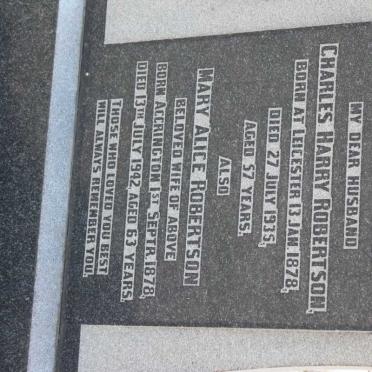 MY DEAR HUSBAND
CHARLES HARRY ROBERTSON,
BORN AT LEICESTER 13 JAN 1878,
DIED 27 JULY 1935,
AGED 57 YEARS.
ALSO
MARY ALICE ROBERTSON
BELOVED WIFE OF ABOVE
BORN ACCRINGTON 1ST SEPTR 1878,
DIED 13TH JULY 1942, AGED 63 YEARS.
THOSE WHO LOVED YOU BEST
WILL ALWAYS REMEMBER YOU.